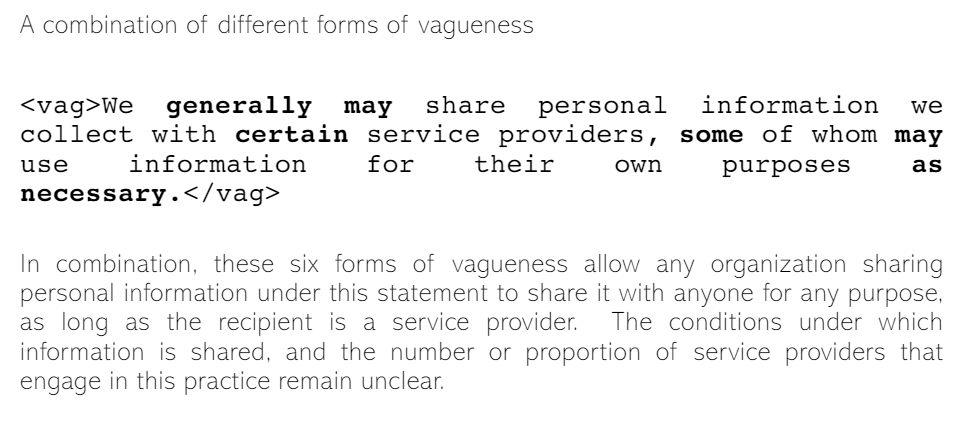 A combination of different forms of vagueness
<vag>We generally may share personal information we
collect with certain service providers, some of whom may
use information for their own purposes as
necessary.</vag>
In combination, these six forms of vagueness allow any organization sharing
personal information under this statement to share it with anyone for any purpose,
as long as the recipient is a service provider. The conditions under which
information is shared, and the number or proportion of service providers that
engage in this practice remain unclear.